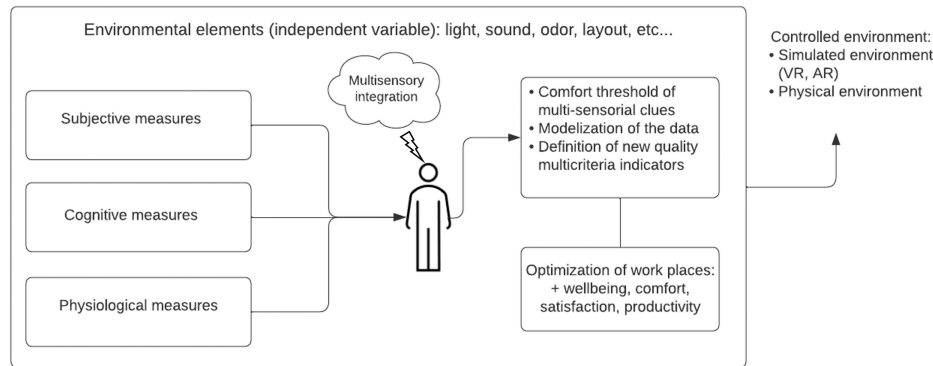 Environmental elements (independent variable): light, sound, odor, layout, etc...
Multisensory
integration
Subjective measures
Cognitive measures
Physiological measures
• Comfort threshold of
multi-sensorial clues
• Modelization of the data
• Definition of new quality
multicriteria indicators
Optimization of work places:
+ wellbeing, comfort,
satisfaction, productivity
Controlled environment:
• Simulated environment
(VR, AR)
• Physical environment